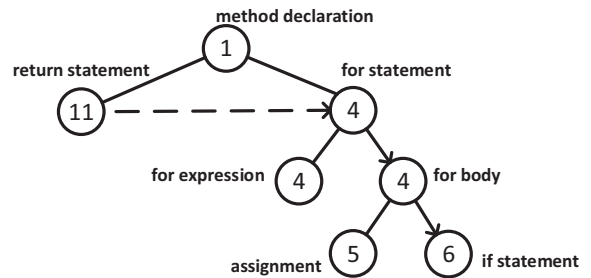 method declaration
1
return statement
for statement
11
4
for expression
4
4
for body
5
6
assignment
if statement